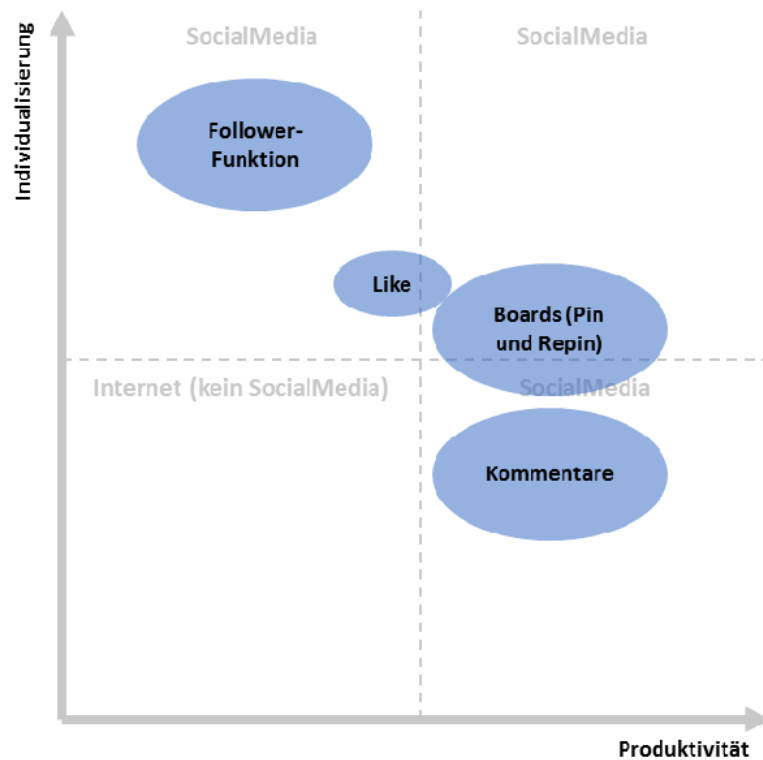 SocialMedia
SocialMedia
Individualisierung
Follower-
Funktion
Like
Boards (Pin
und Repin)
Internet (kein SocialMedia)
SocialMedia
Kommentare
Produktivität